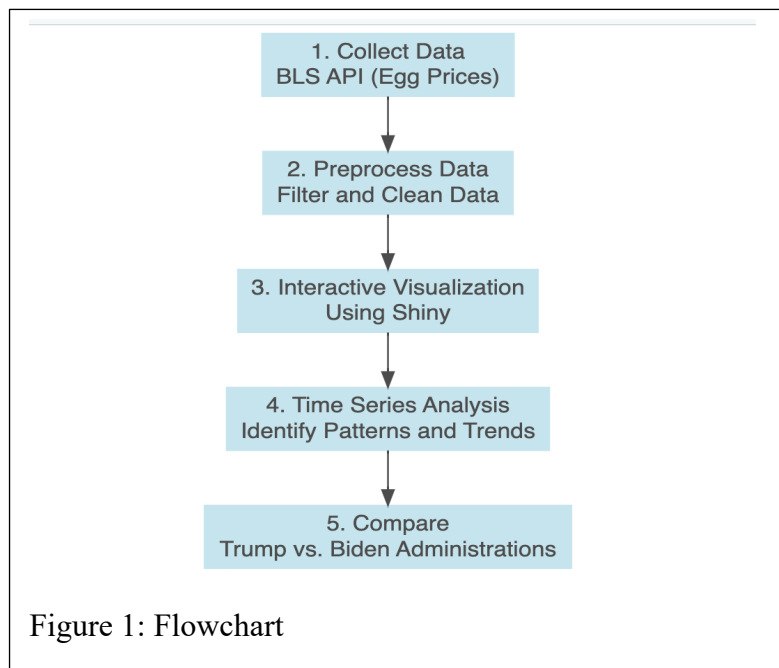 1. Collect Data
BLS API (Egg Prices)
2. Preprocess Data
Filter and Clean Data
3. Interactive Visualization
Using Shiny
4. Time Series Analysis
Identify Patterns and Trends
5. Compare
Trump vs. Biden Administrations
Figure 1: Flowchart